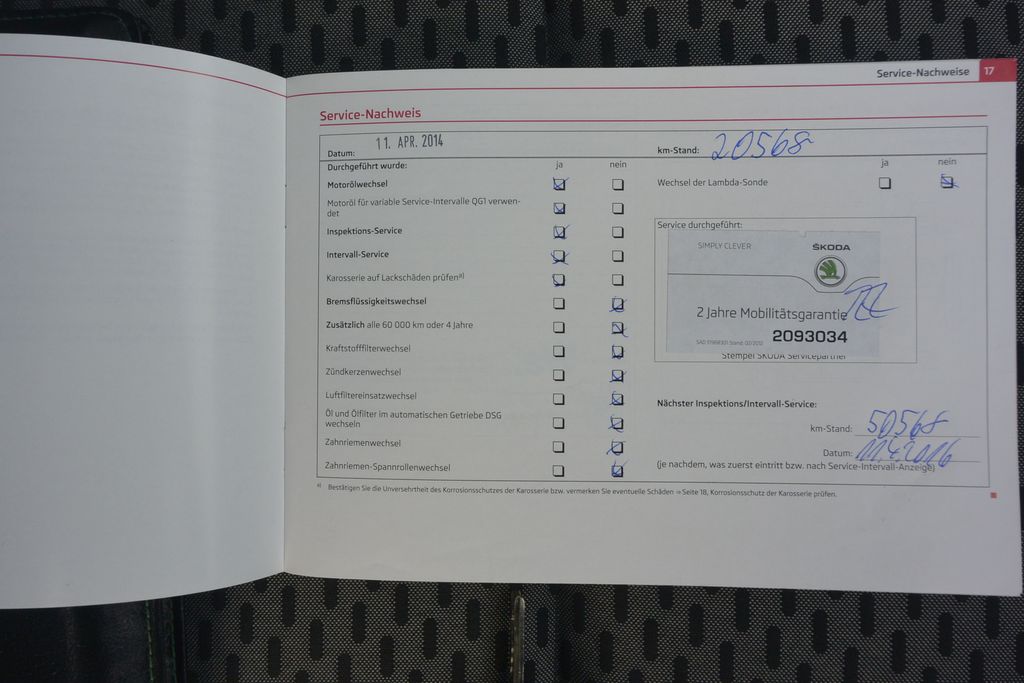 Service-Nachweise 17
Service-Nachweis
Datum: 11. APR. 2014
km-Stand: 20568
Durchgeführt wurde: ja nein
ja nein
Motorölwechsel
Wechsel der Lambda-Sonde
Motoröl für variable Service-Intervalle QG1 verwen-
det
Inspektions-Service
Intervall-Service
Karosserie auf Lackschäden prüfen a)
Bremsflüssigkeitswechsel
Zusätzlich alle 60 000 km oder 4 Jahre
Kraftstofffilterwechsel
Zündkerzenwechsel
Luftfiltereinsatzwechsel
Öl und Ölfilter im automatischen Getriebe DSG
wechseln
Zahnriemenwechsel
Zahnriemen-Spannrollenwechsel
Service durchgeführt:
SIMPLY CLEVER
ŠKODA
2 Jahre Mobilitätsgarantie
2093034
Stempel ŠKODA Servicepartner
Nächster Inspektions/Intervall-Service:
km-Stand: 50568
Datum: 11.4.2016
(je nachdem, was zuerst eintritt bzw. nach Service-Intervall-Anzeige)
a) Bestätigen Sie die Unversehrtheit des Korrosionsschutzes der Karosserie bzw. vermerken Sie eventuelle Schäden ⇒ Seite 18, Korrosionsschutz der Karosserie prüfen.